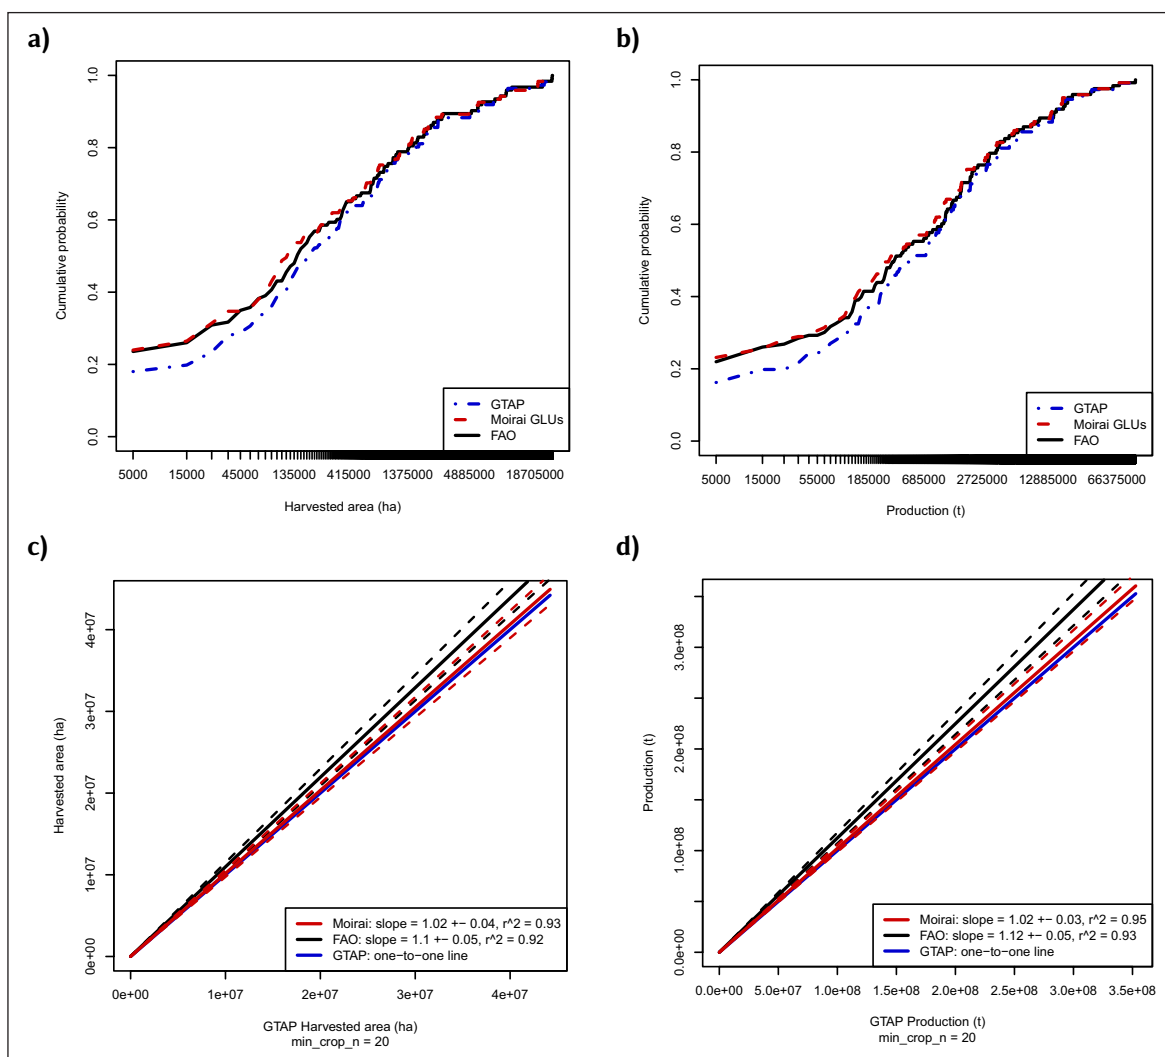 a)
Cumulative probability
0.0 0.2 0.4 0.6 0.8 1.0
GTAP
Moirai GLUs
FAO
5000 15000 45000 135000 415000 1375000 4885000 18705000
Harvested area (ha)
b)
Cumulative probability
0.0 0.2 0.4 0.6 0.8 1.0
GTAP
Moirai GLUs
FAO
5000 15000 55000 185000 685000 2725000 12885000 66375000
Production (t)
c)
Harvested area (ha)
0e+00 1e+07 2e+07 3e+07 4e+07
Moirai: slope = 1.02 +− 0.04, r^2 = 0.93
FAO: slope = 1.1 +− 0.05, r^2 = 0.92
GTAP: one−to−one line
0e+00 1e+07 2e+07 3e+07 4e+07
GTAP Harvested area (ha)
min_crop_n = 20
d)
Production (t)
0.0e+00 1.0e+08 2.0e+08 3.0e+08
Moirai: slope = 1.02 +− 0.03, r^2 = 0.95
FAO: slope = 1.12 +− 0.05, r^2 = 0.93
GTAP: one−to−one line
0.0e+00 5.0e+07 1.0e+08 1.5e+08 2.0e+08 2.5e+08 3.0e+08 3.5e+08
GTAP Production (t)
min_crop_n = 20